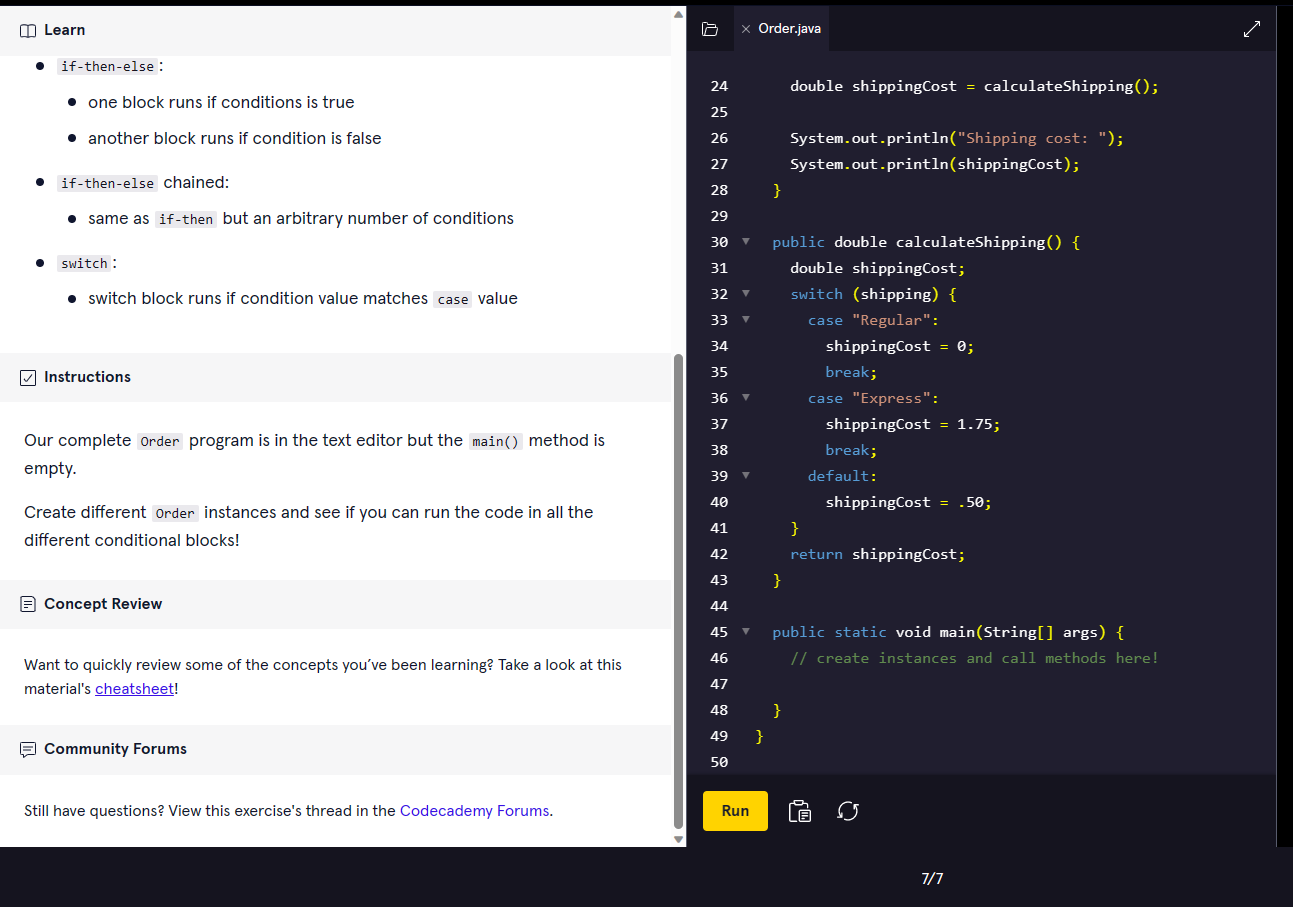 Learn
if-then-else:
one block runs if conditions is true
another block runs if condition is false
if-then-else chained:
same as if-then but an arbitrary number of conditions
switch:
switch block runs if condition value matches case value
Instructions
Our complete Order program is in the text editor but the main() method is
empty.
Create different Order instances and see if you can run the code in all the
different conditional blocks!
Concept Review
Want to quickly review some of the concepts you’ve been learning? Take a look at this
material's cheatsheet!
Community Forums
Still have questions? View this exercise's thread in the Codecademy Forums.
Order.java
24 double shippingCost = calculateShipping();
25
26 System.out.println("Shipping cost: ");
27 System.out.println(shippingCost);
28 }
29
30 public double calculateShipping() {
31 double shippingCost;
32 switch (shipping) {
33 case "Regular":
34 shippingCost = 0;
35 break;
36 case "Express":
37 shippingCost = 1.75;
38 break;
39 default:
40 shippingCost = .50;
41 }
42 return shippingCost;
43 }
44
45 public static void main(String[] args) {
46 // create instances and call methods here!
47
48 }
49 }
50
Run
7/7